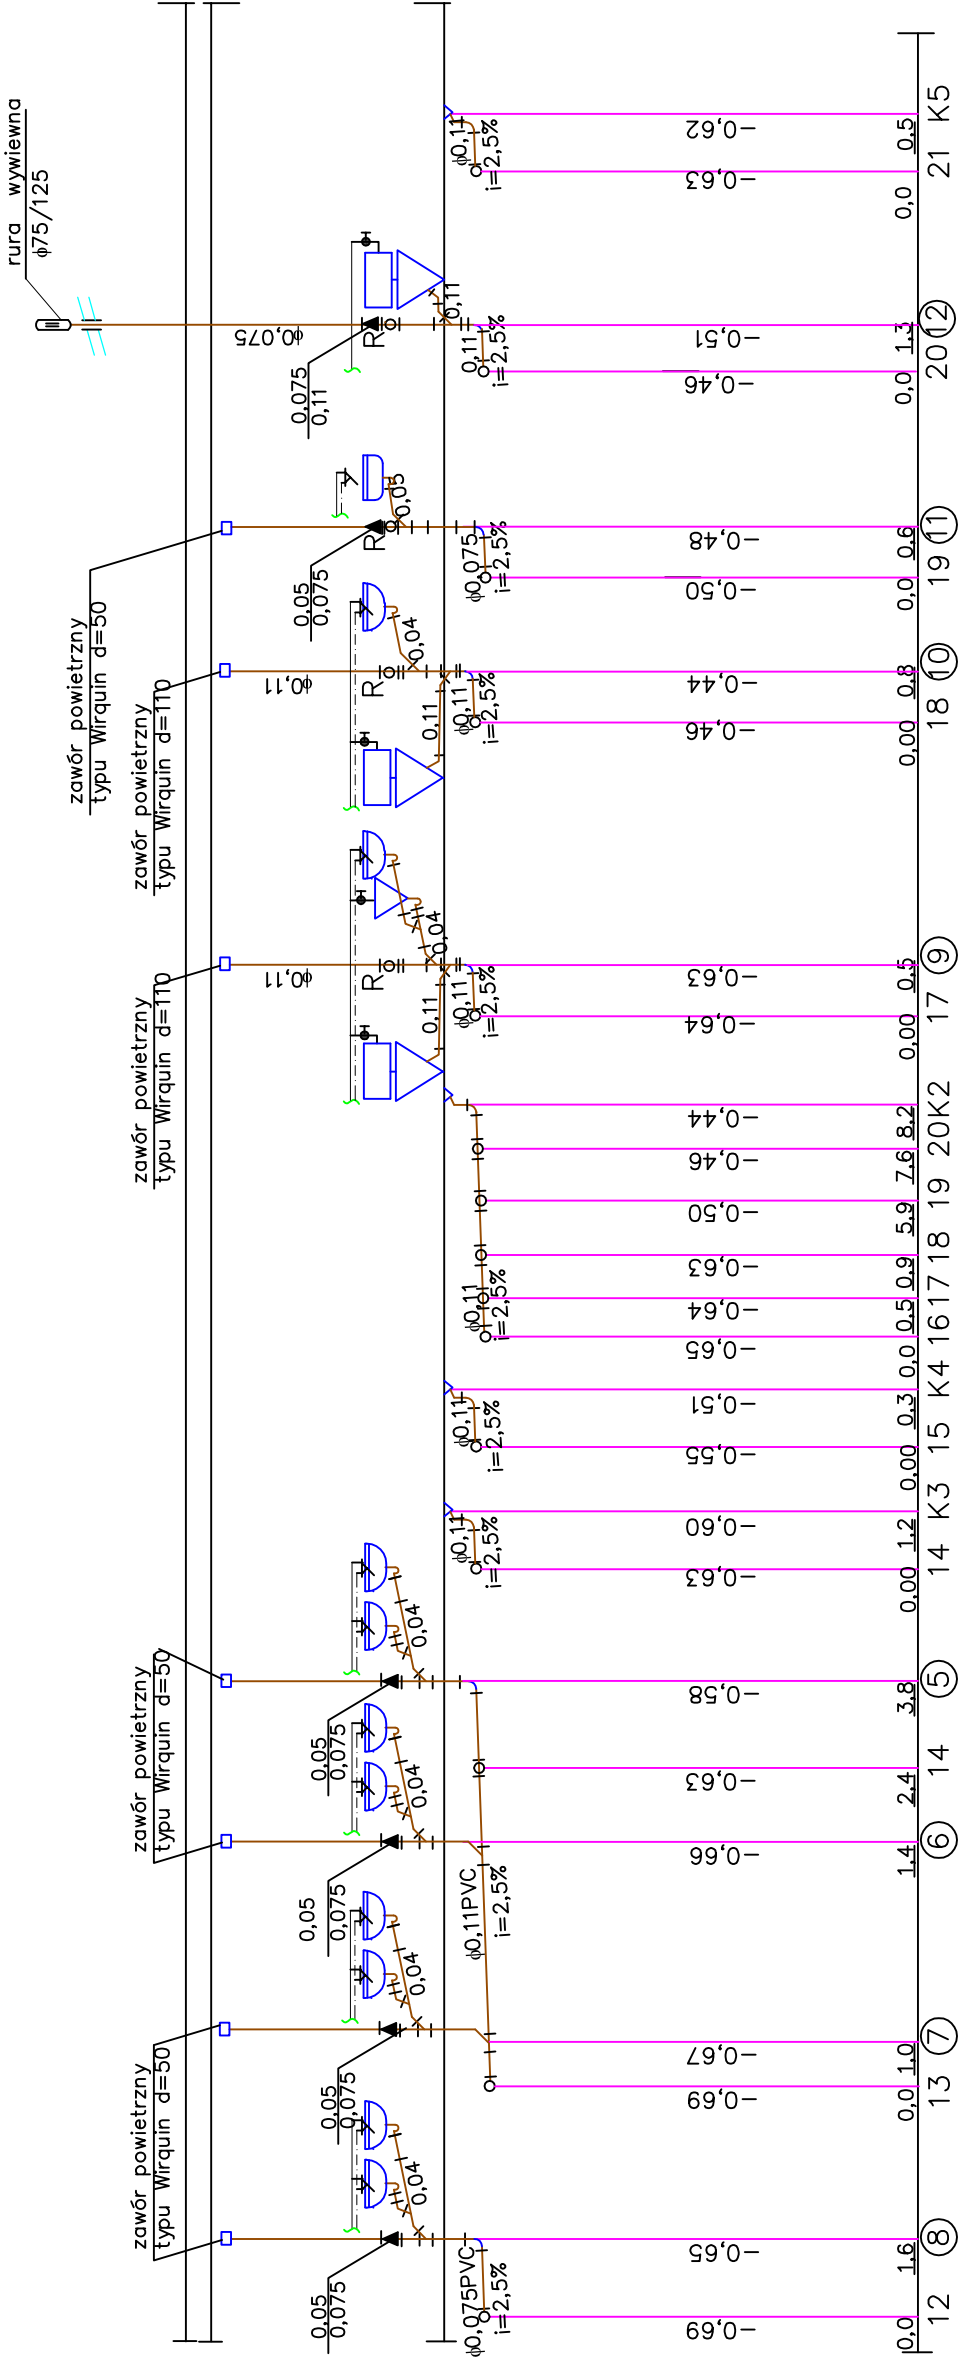 rura wywiewna
ϕ75/125
zawór powietrzny
typu Wirquin d=50
zawór powietrzny
typu Wirquin d=110
zawór powietrzny
typu Wirquin d=110
zawór powietrzny
typu Wirquin d=50
zawór powietrzny
typu Wirquin d=50
0,05
0,075
0,04
ϕ0,075PVC
i=2,5%
-0,69
-0,65
0,0
1,6
12
8
0,05
0,075
0,04
0,05
0,075
0,04
0,05
0,075
0,04
ϕ0,11PVC
i=2,5%
-0,69
-0,67
-0,66
-0,63
-0,58
0,0
1,0
1,4
2,4
3,8
13
7
6
14
5
ϕ0,11
i=2,5%
-0,63
-0,60
0,00
1,2
14
K3
ϕ0,11
i=2,5%
-0,55
-0,51
0,00
0,3
15
K4
ϕ0,11
i=2,5%
-0,65
-0,64
-0,63
-0,50
-0,46
-0,44
0,0
0,5
0,9
5,9
7,6
8,2
16
17
18
19
20
K2
ϕ0,11
R
0,11
0,04
ϕ0,11
i=2,5%
-0,64
-0,63
0,00
0,5
17
9
ϕ0,11
R
0,11
0,04
ϕ0,11
i=2,5%
-0,46
-0,44
0,00
0,8
18
10
0,05
0,075
R
0,05
ϕ0,075
i=2,5%
-0,50
-0,48
0,0
0,6
19
11
ϕ0,075
0,075
0,11
R
0,11
0,11
i=2,5%
-0,46
-0,51
0,0
1,3
20
12
ϕ0,11
i=2,5%
-0,63
-0,62
0,0
0,5
21
K5